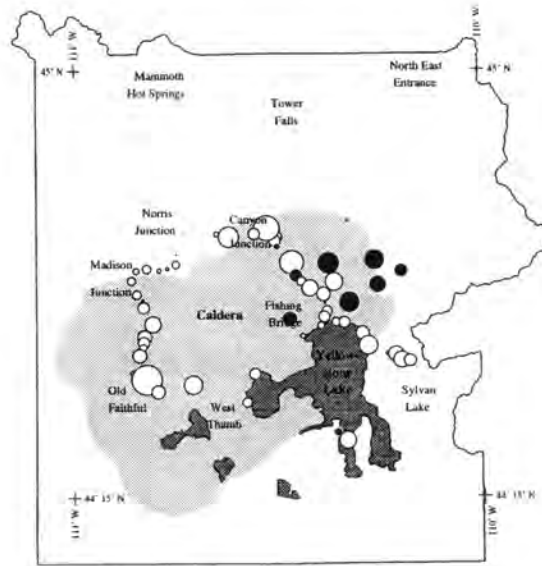 111° W
110° W
45° N
45° N
Mammoth
Hot Springs
North East
Entrance
Tower
Falls
Norris
Junction
Canyon
Junction
Madison
Junction
Caldera
Fishing
Bridge
Yellow-
stone
Lake
Old
Faithful
West
Thumb
Sylvan
Lake
44° 15' N
44° 15' N
111° W
110° W